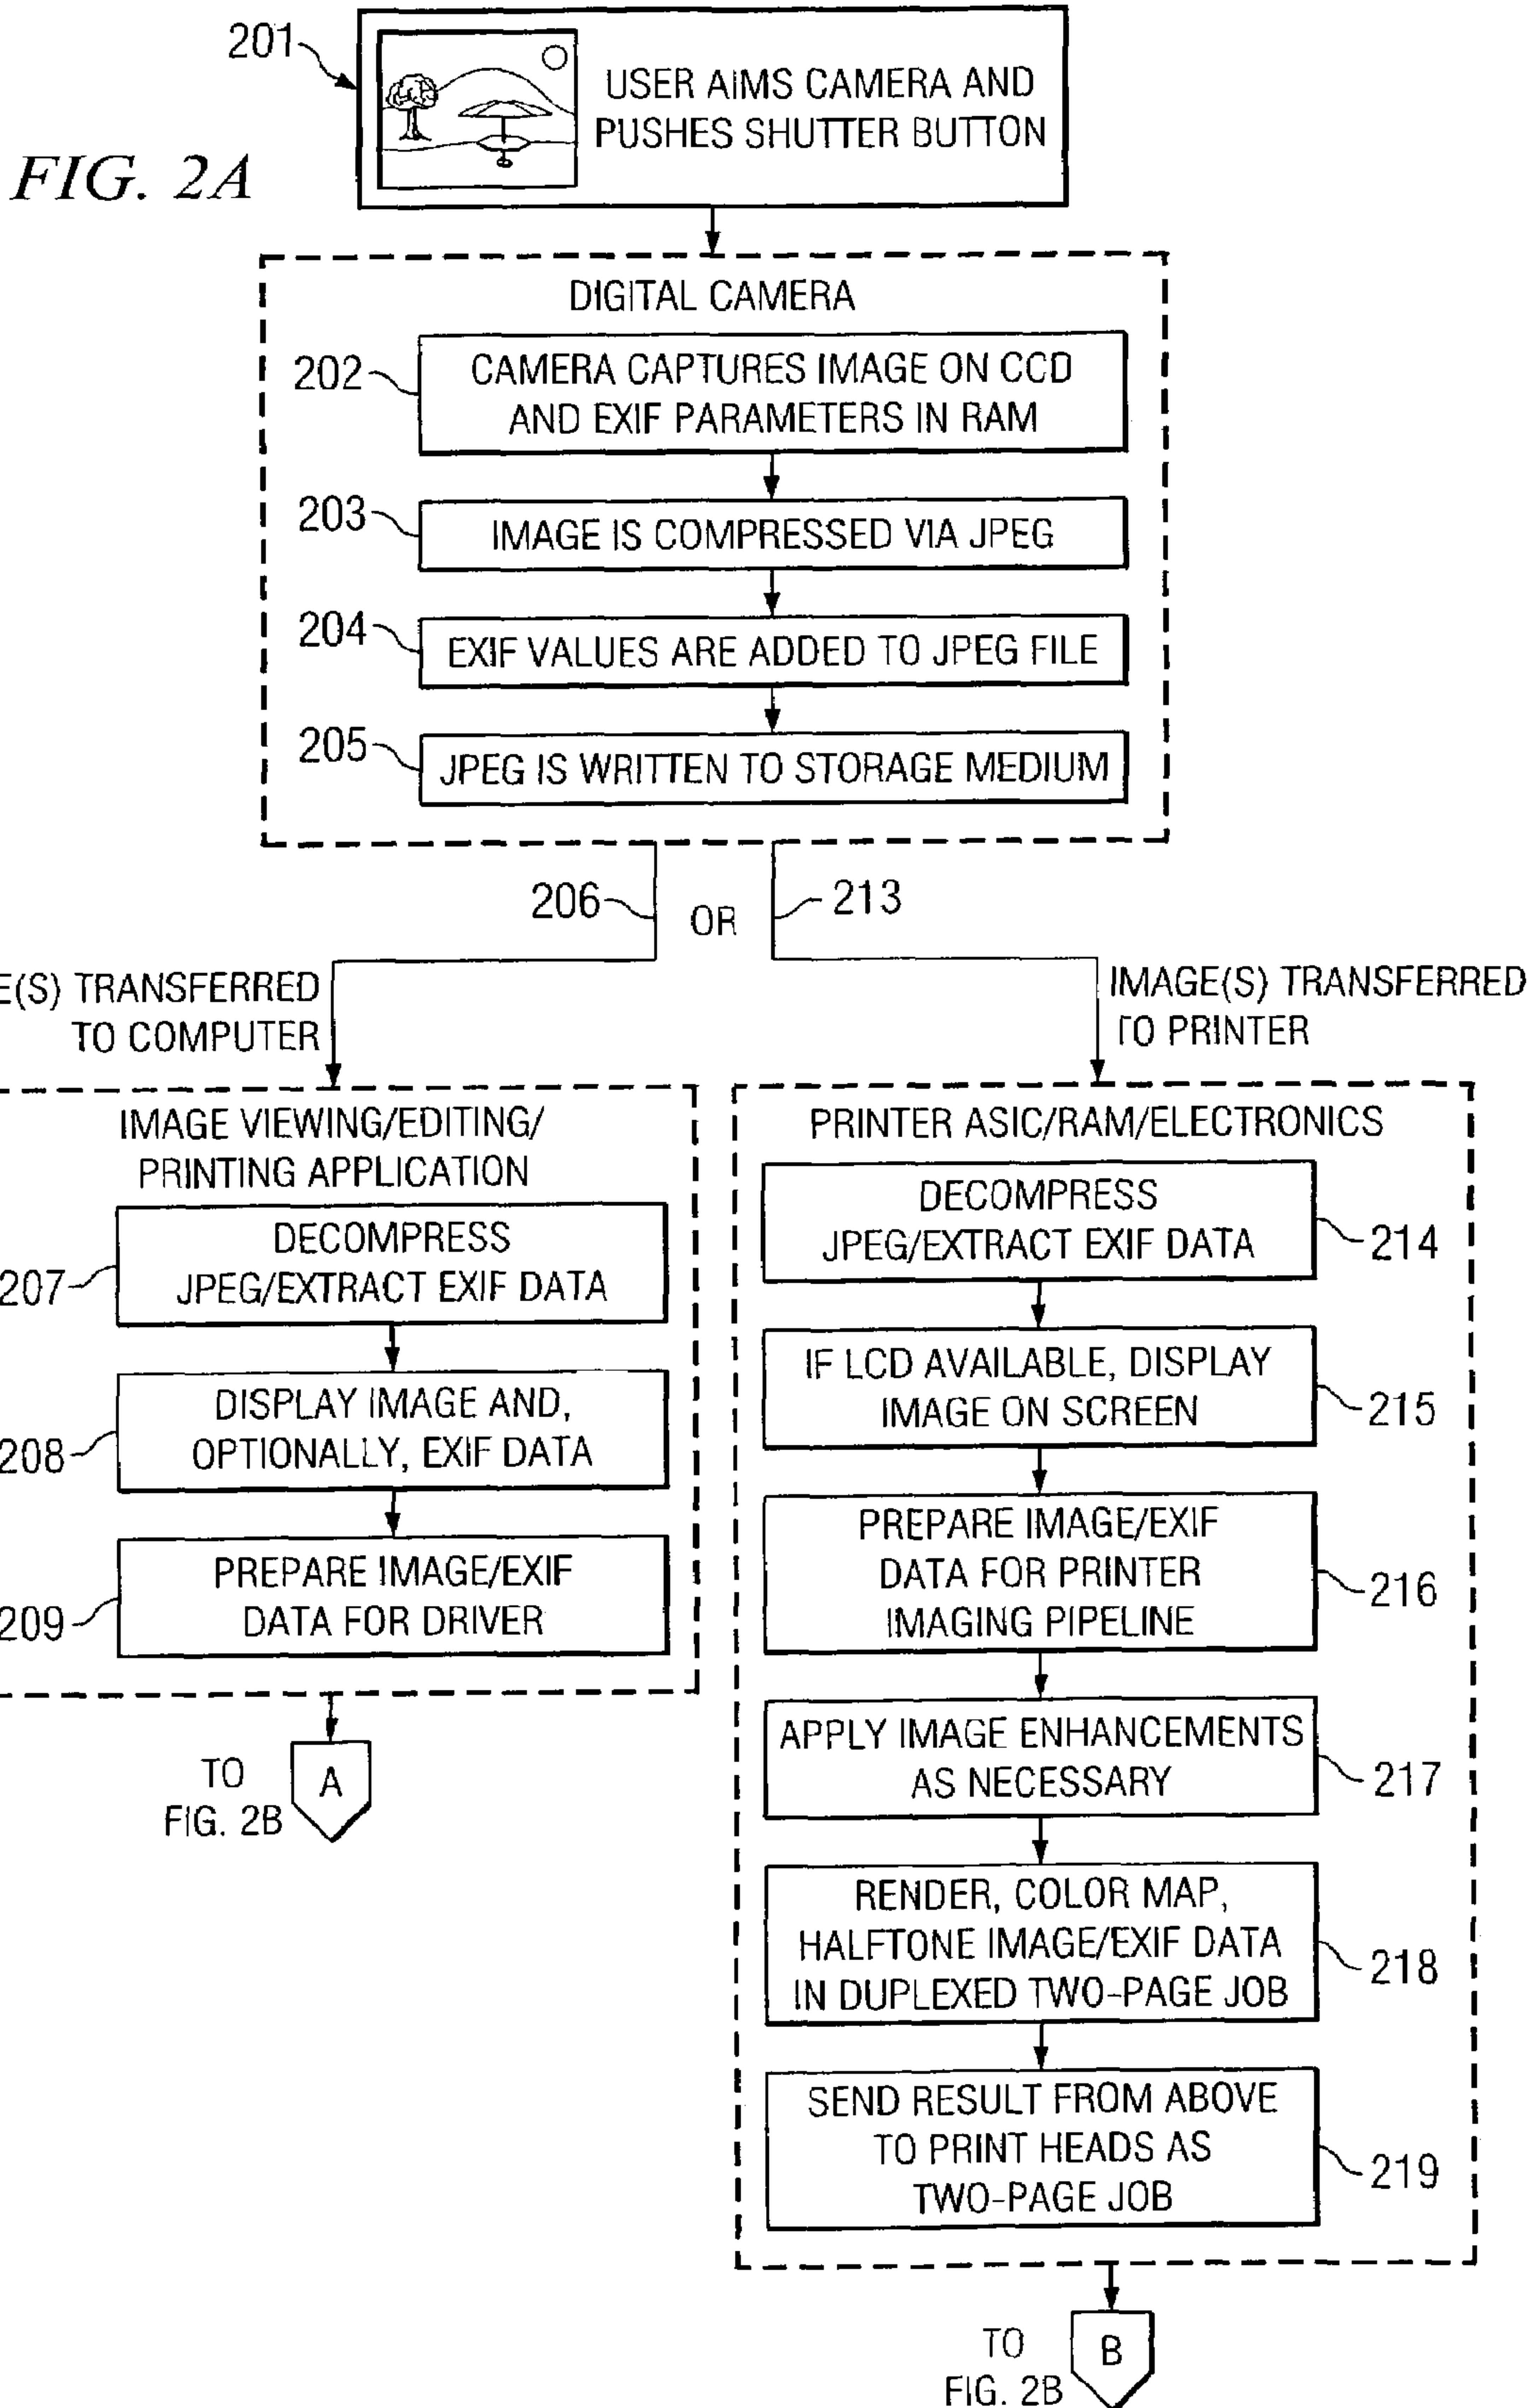 FIG. 2A
201
USER AIMS CAMERA AND
PUSHES SHUTTER BUTTON
DIGITAL CAMERA
202
CAMERA CAPTURES IMAGE ON CCD
AND EXIF PARAMETERS IN RAM
203
IMAGE IS COMPRESSED VIA JPEG
204
EXIF VALUES ARE ADDED TO JPEG FILE
205
JPEG IS WRITTEN TO STORAGE MEDIUM
206
OR
213
E(S) TRANSFERRED
TO COMPUTER
IMAGE VIEWING/EDITING/
PRINTING APPLICATION
207
DECOMPRESS
JPEG/EXTRACT EXIF DATA
208
DISPLAY IMAGE AND,
OPTIONALLY, EXIF DATA
209
PREPARE IMAGE/EXIF
DATA FOR DRIVER
TO
FIG. 2B
A
IMAGE(S) TRANSFERRED
TO PRINTER
PRINTER ASIC/RAM/ELECTRONICS
DECOMPRESS
JPEG/EXTRACT EXIF DATA
214
IF LCD AVAILABLE, DISPLAY
IMAGE ON SCREEN
215
PREPARE IMAGE/EXIF
DATA FOR PRINTER
IMAGING PIPELINE
216
APPLY IMAGE ENHANCEMENTS
AS NECESSARY
217
RENDER, COLOR MAP,
HALFTONE IMAGE/EXIF DATA
IN DUPLEXED TWO-PAGE JOB
218
SEND RESULT FROM ABOVE
TO PRINT HEADS AS
TWO-PAGE JOB
219
TO
FIG. 2B
B